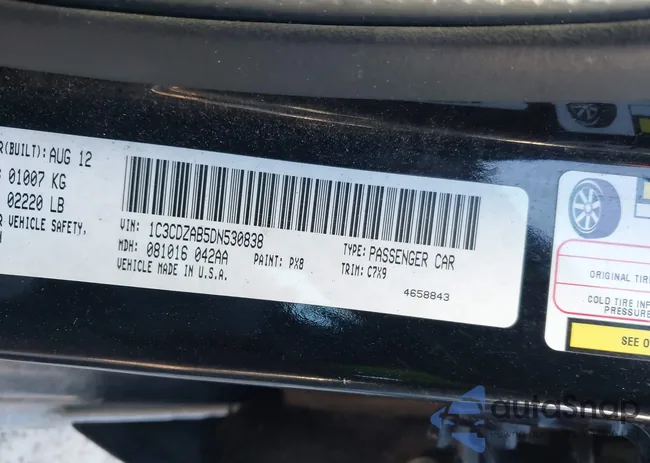 R(BUILT): AUG 12
01007 KG
02220 LB
R VEHICLE SAFETY,
VIN: 1C3CDZAB5DN530838
TYPE: PASSENGER CAR
MDH: 081016 042AA
PAINT: PX8
TRIM: C7X9
VEHICLE MADE IN U.S.A.
4658843
ORIGINAL TIR
COLD TIRE INF
PRESSURE
SEE O
autoSnap